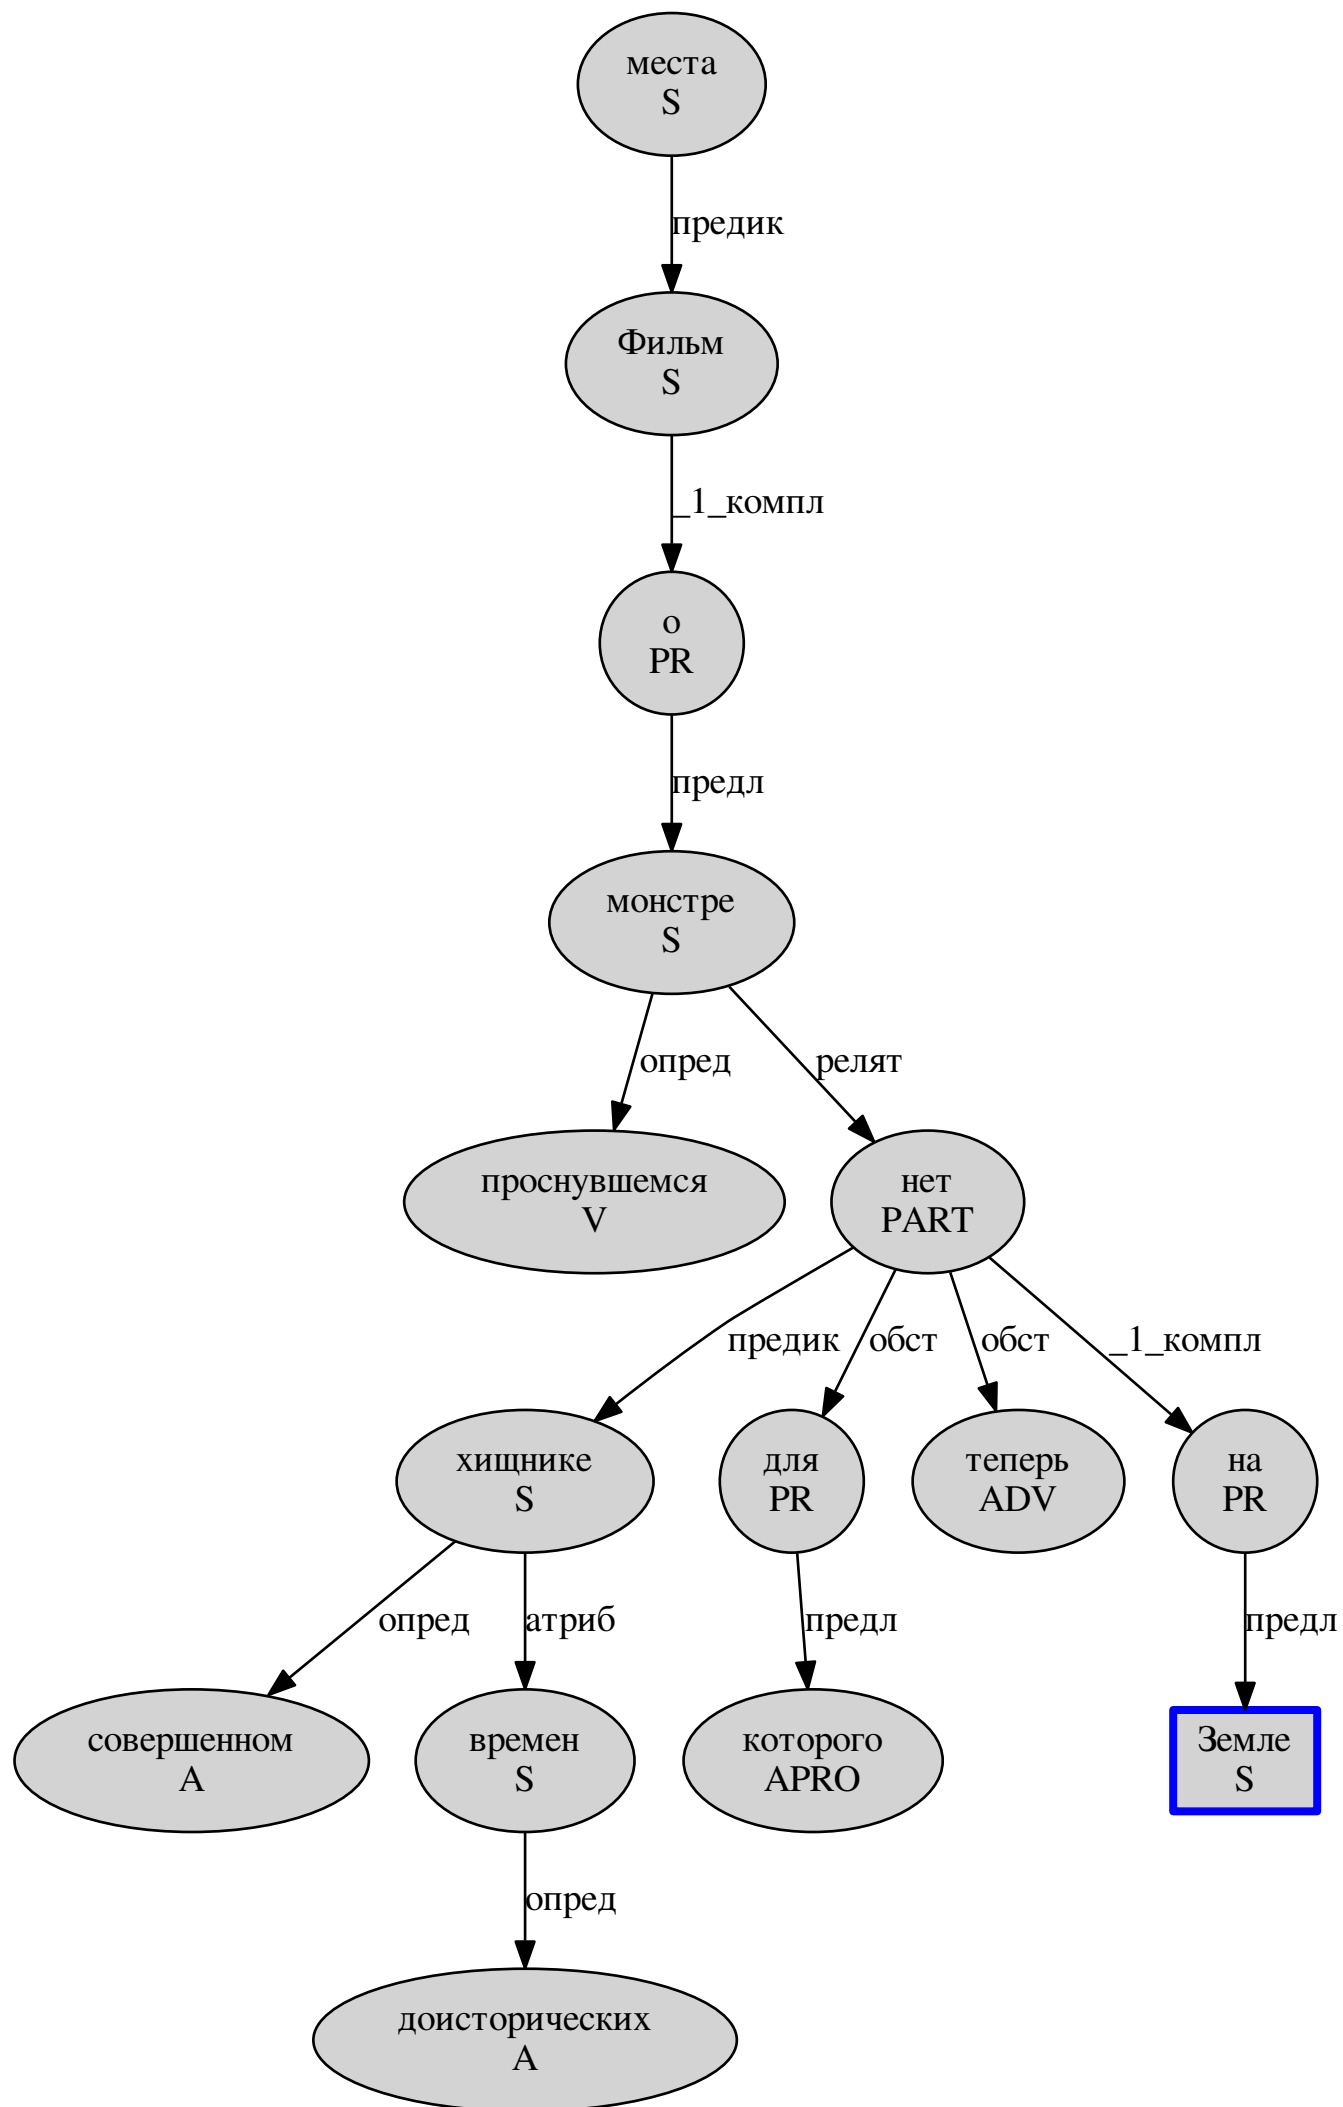 места
S
предик
Фильм
S
_1_компл
о
PR
предл
монстре
S
опред
релят
проснувшемся
V
нет
PART
предик
обст
обст
_1_компл
хищнике
S
для
PR
теперь
ADV
на
PR
опред
атриб
предл
предл
совершенном
A
времен
S
которого
APRO
Земле
S
опред
доисторических
A